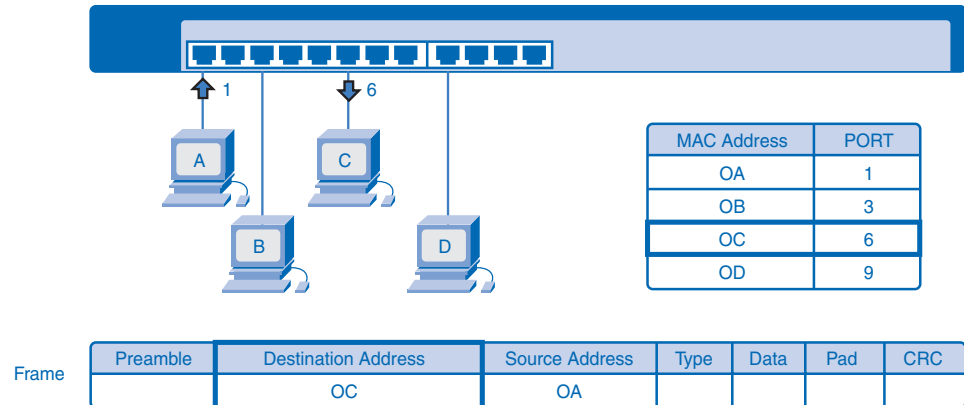 1 6
A C
B D
MAC Address PORT
OA 1
OB 3
OC 6
OD 9
Frame
Preamble Destination Address Source Address Type Data Pad CRC
OC OA